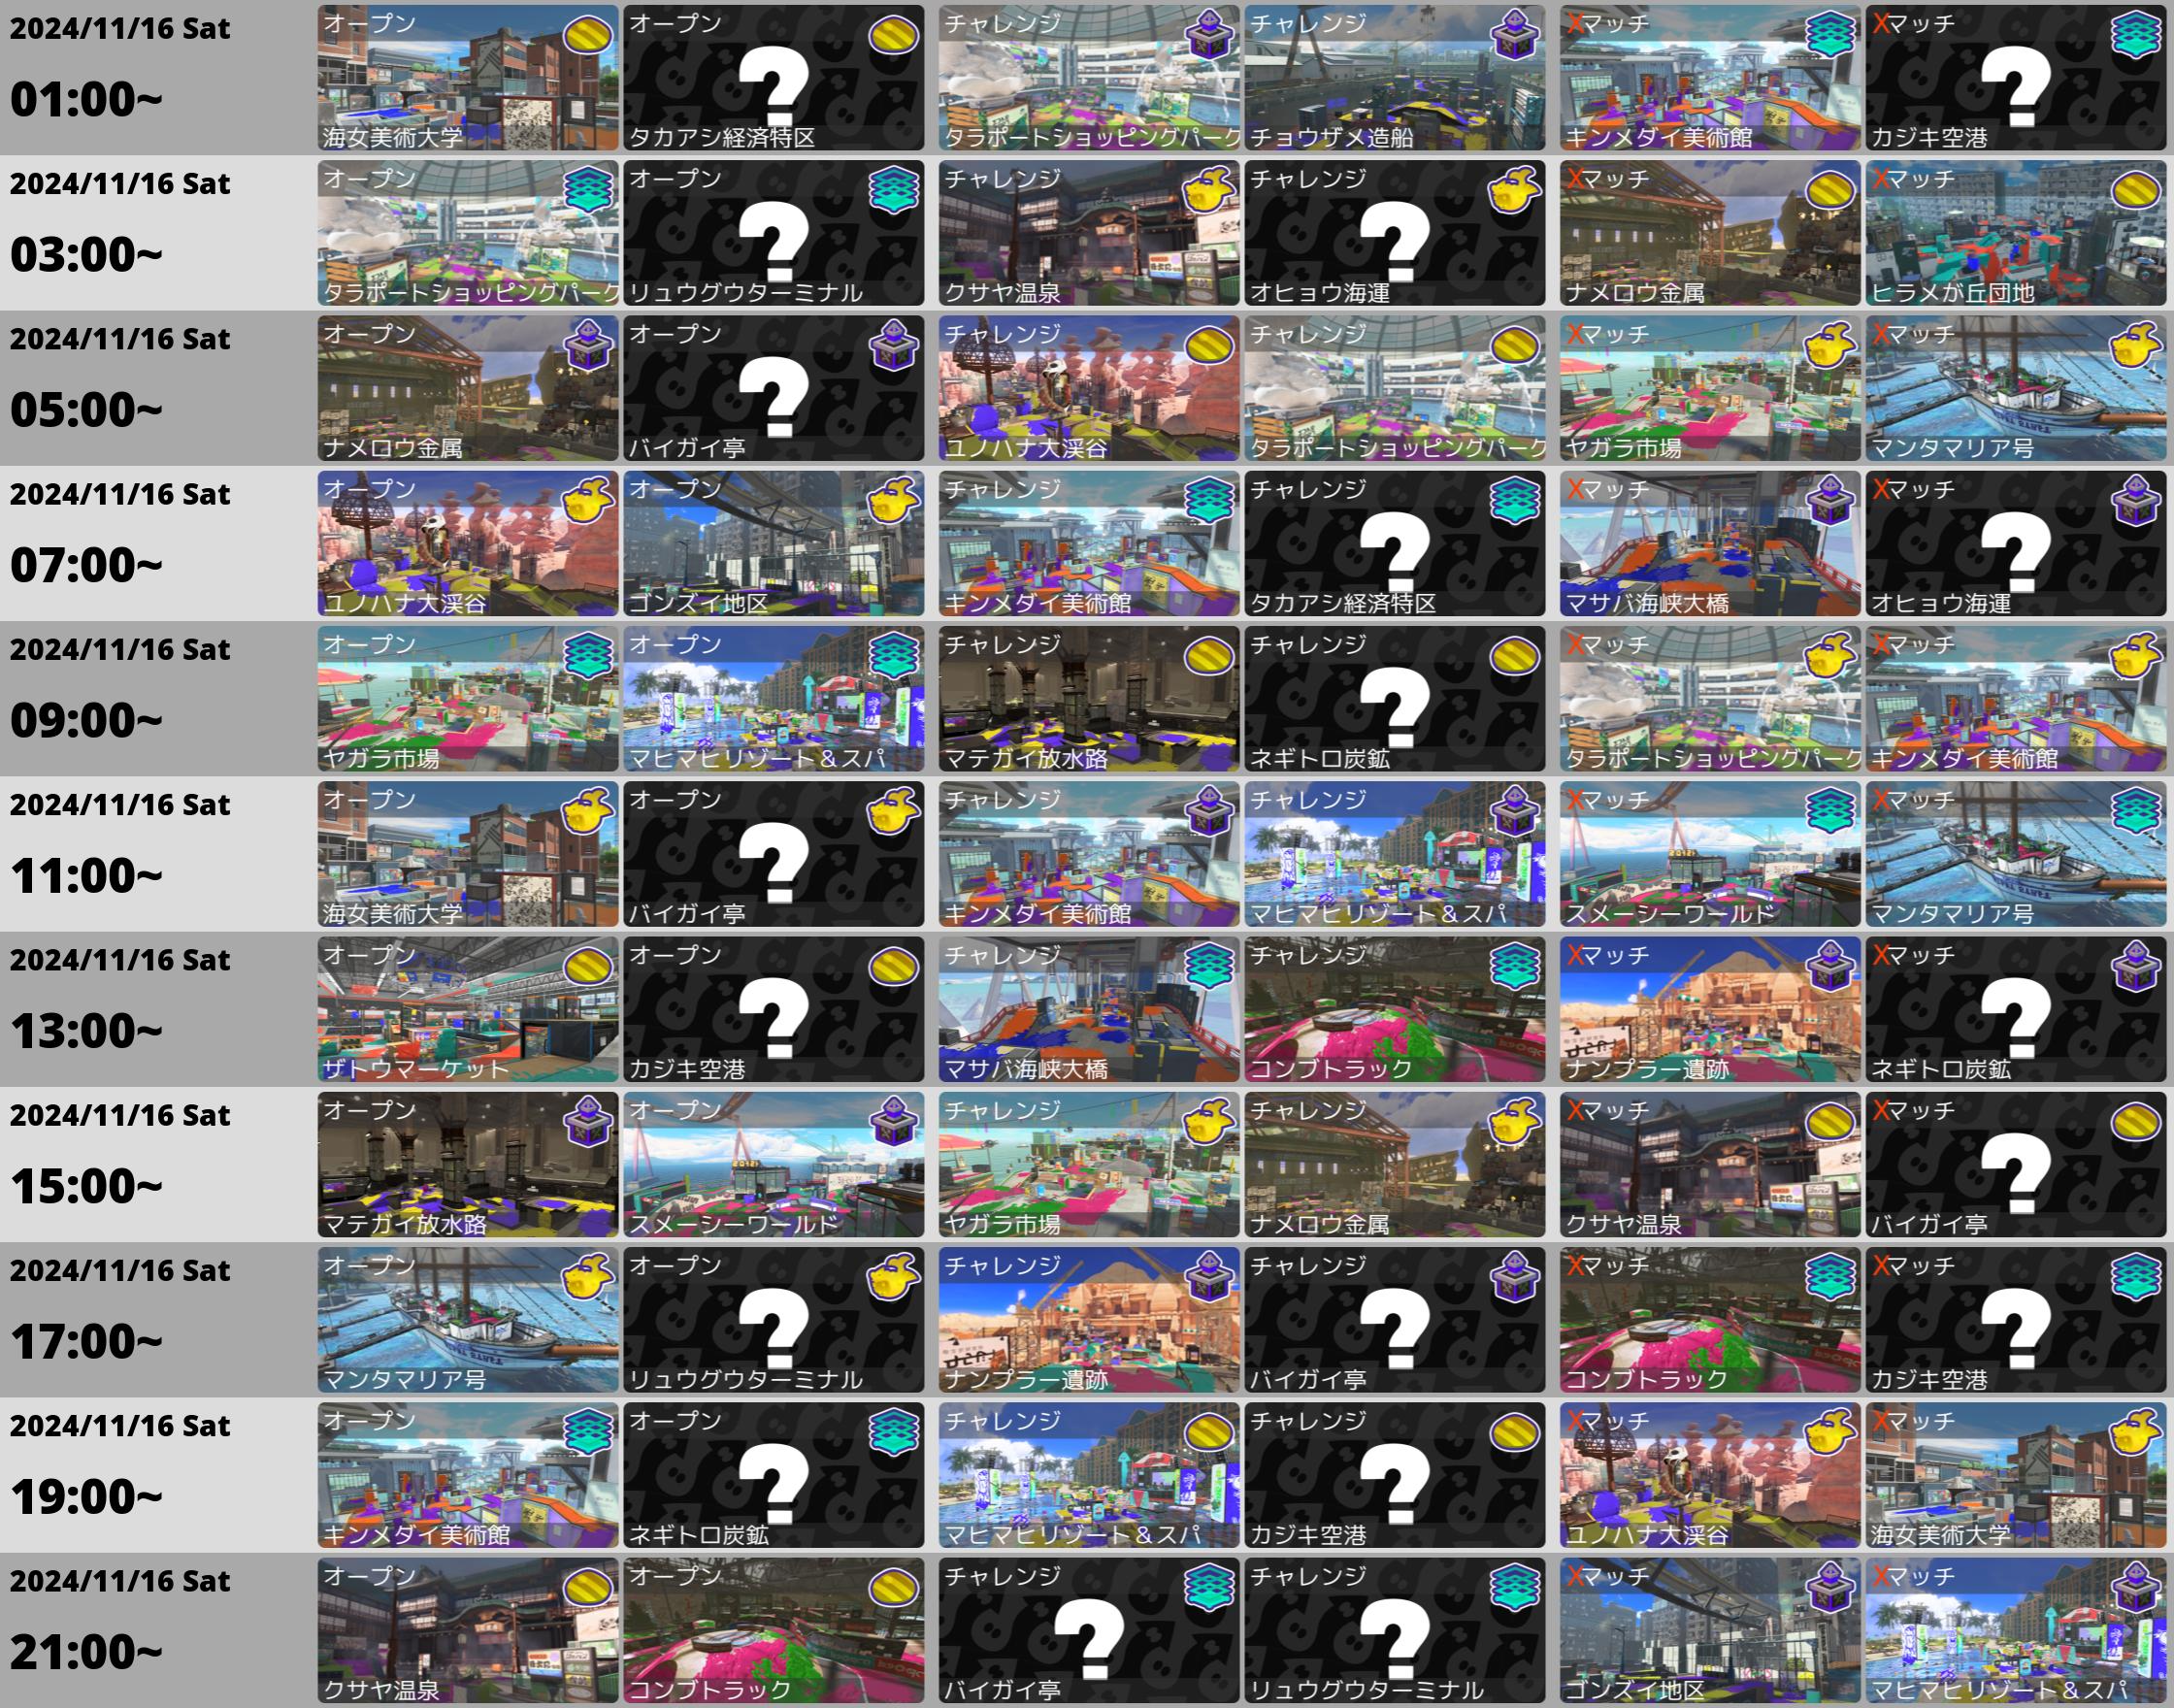 2024/11/16 Sat
01:00~
オープン
海女美術大学
オープン
タカアシ経済特区
チャレンジ
タラポートショッピングパーク
チャレンジ
チョウザメ造船
Xマッチ
キンメダイ美術館
Xマッチ
カジキ空港
2024/11/16 Sat
03:00~
オープン
タラポートショッピングパーク
オープン
リュウグウターミナル
チャレンジ
クサヤ温泉
チャレンジ
オヒョウ海運
Xマッチ
ナメロウ金属
Xマッチ
ヒラメが丘団地
2024/11/16 Sat
05:00~
オープン
ナメロウ金属
オープン
バイガイ亭
チャレンジ
ユノハナ大渓谷
チャレンジ
タラポートショッピングパーク
Xマッチ
ヤガラ市場
Xマッチ
マンタマリア号
2024/11/16 Sat
07:00~
オープン
ユノハナ大渓谷
オープン
ゴンズイ地区
チャレンジ
キンメダイ美術館
チャレンジ
タカアシ経済特区
Xマッチ
マサバ海峡大橋
Xマッチ
オヒョウ海運
2024/11/16 Sat
09:00~
オープン
ヤガラ市場
オープン
マヒマヒリゾート＆スパ
チャレンジ
マテガイ放水路
チャレンジ
ネギトロ炭鉱
Xマッチ
タラポートショッピングパーク
Xマッチ
キンメダイ美術館
2024/11/16 Sat
11:00~
オープン
海女美術大学
オープン
バイガイ亭
チャレンジ
キンメダイ美術館
チャレンジ
マヒマヒリゾート＆スパ
Xマッチ
スメーシーワールド
Xマッチ
マンタマリア号
2024/11/16 Sat
13:00~
オープン
ザトウマーケット
オープン
カジキ空港
チャレンジ
マサバ海峡大橋
チャレンジ
コンブトラック
Xマッチ
ナンプラー遺跡
Xマッチ
ネギトロ炭鉱
2024/11/16 Sat
15:00~
オープン
マテガイ放水路
オープン
スメーシーワールド
チャレンジ
ヤガラ市場
チャレンジ
ナメロウ金属
Xマッチ
クサヤ温泉
Xマッチ
バイガイ亭
2024/11/16 Sat
17:00~
オープン
マンタマリア号
オープン
リュウグウターミナル
チャレンジ
ナンプラー遺跡
チャレンジ
バイガイ亭
Xマッチ
コンブトラック
Xマッチ
カジキ空港
2024/11/16 Sat
19:00~
オープン
キンメダイ美術館
オープン
ネギトロ炭鉱
チャレンジ
マヒマヒリゾート＆スパ
チャレンジ
カジキ空港
Xマッチ
ユノハナ大渓谷
Xマッチ
海女美術大学
2024/11/16 Sat
21:00~
オープン
クサヤ温泉
オープン
コンブトラック
チャレンジ
バイガイ亭
チャレンジ
リュウグウターミナル
Xマッチ
ゴンズイ地区
Xマッチ
マヒマヒリゾート＆スパ